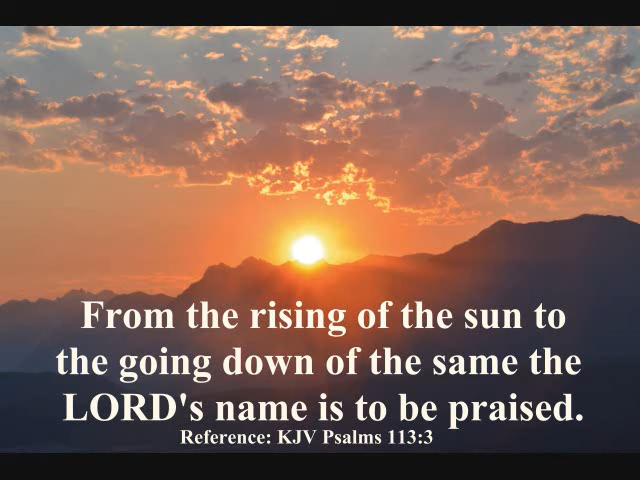 From the rising of the sun to
the going down of the same the
LORD's name is to be praised.
Reference: KJV Psalms 113:3